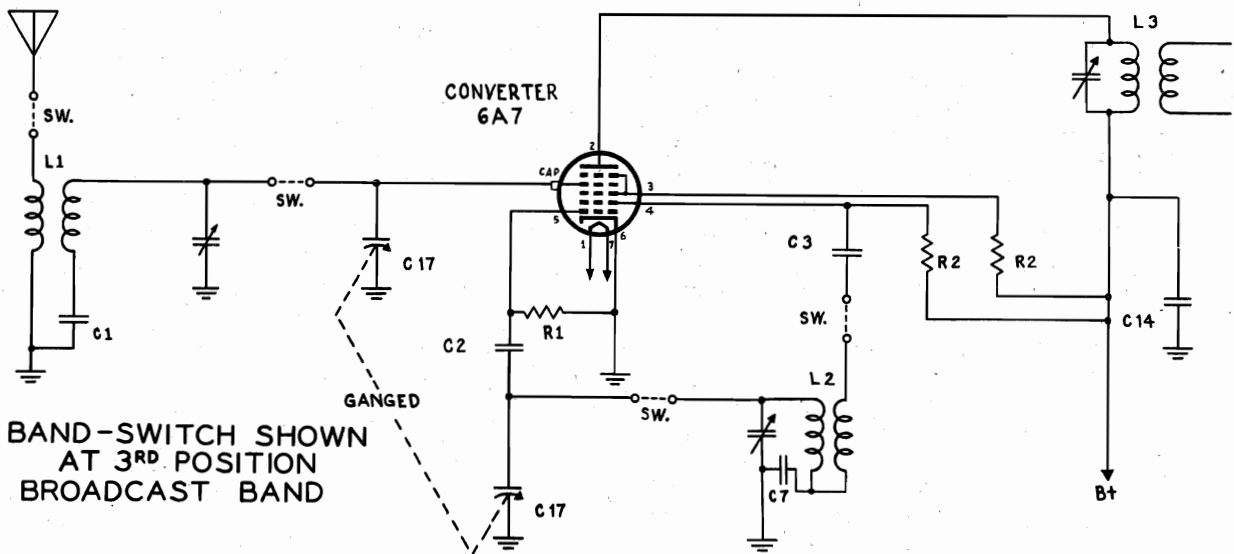 L3
CONVERTER
6A7
SW.
L1
2
CAP
3
4
5
1
7
6
SW.
C3
R2
R2
C17
C1
R1
C2
SW.
C14
L2
GANGED
SW.
BAND-SWITCH SHOWN
AT 3RD POSITION
BROADCAST BAND
C7
C17
B+